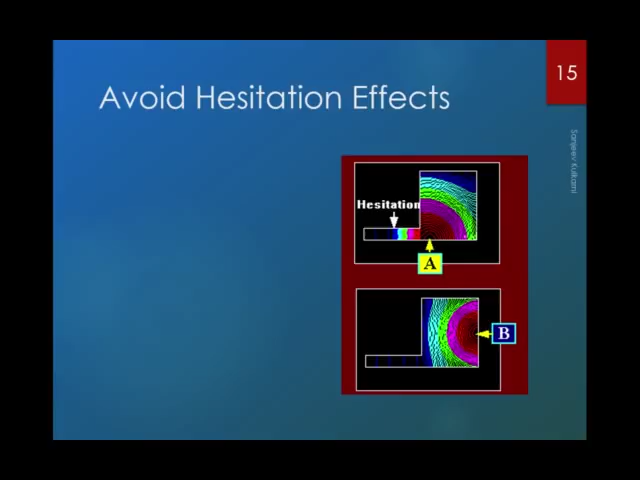 15
Avoid Hesitation Effects
Sanjeev Kulkarni
Hesitation
A
B